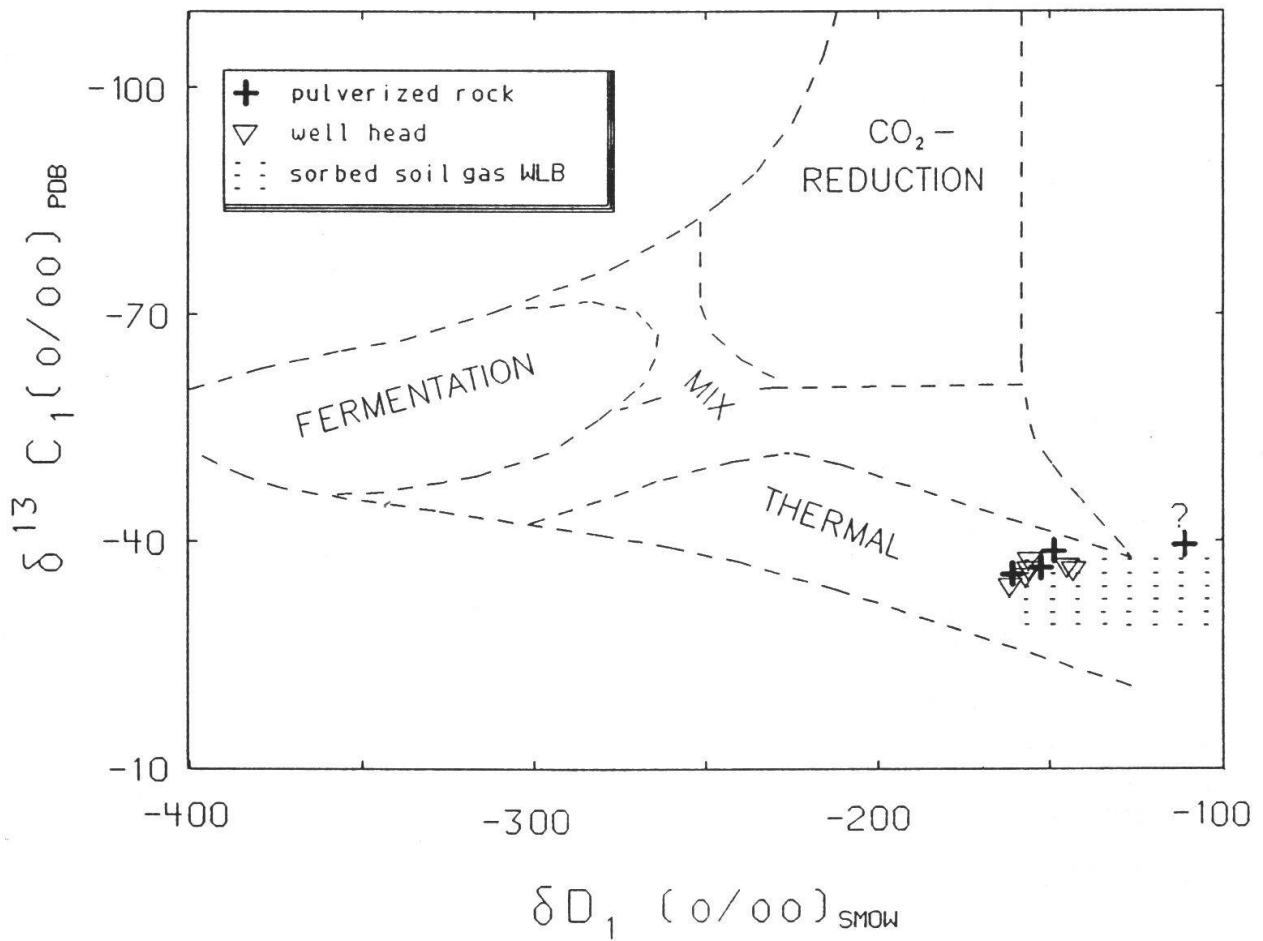 -100
-70
-40
-10
δ13 C1 (o/oo) PDB
+ pulverized rock
▽ well head
sorbed soil gas WLB
CO2-
REDUCTION
FERMENTATION
MIX
THERMAL
?
-400
-300
-200
-100
δD1 (o/oo) SMOW